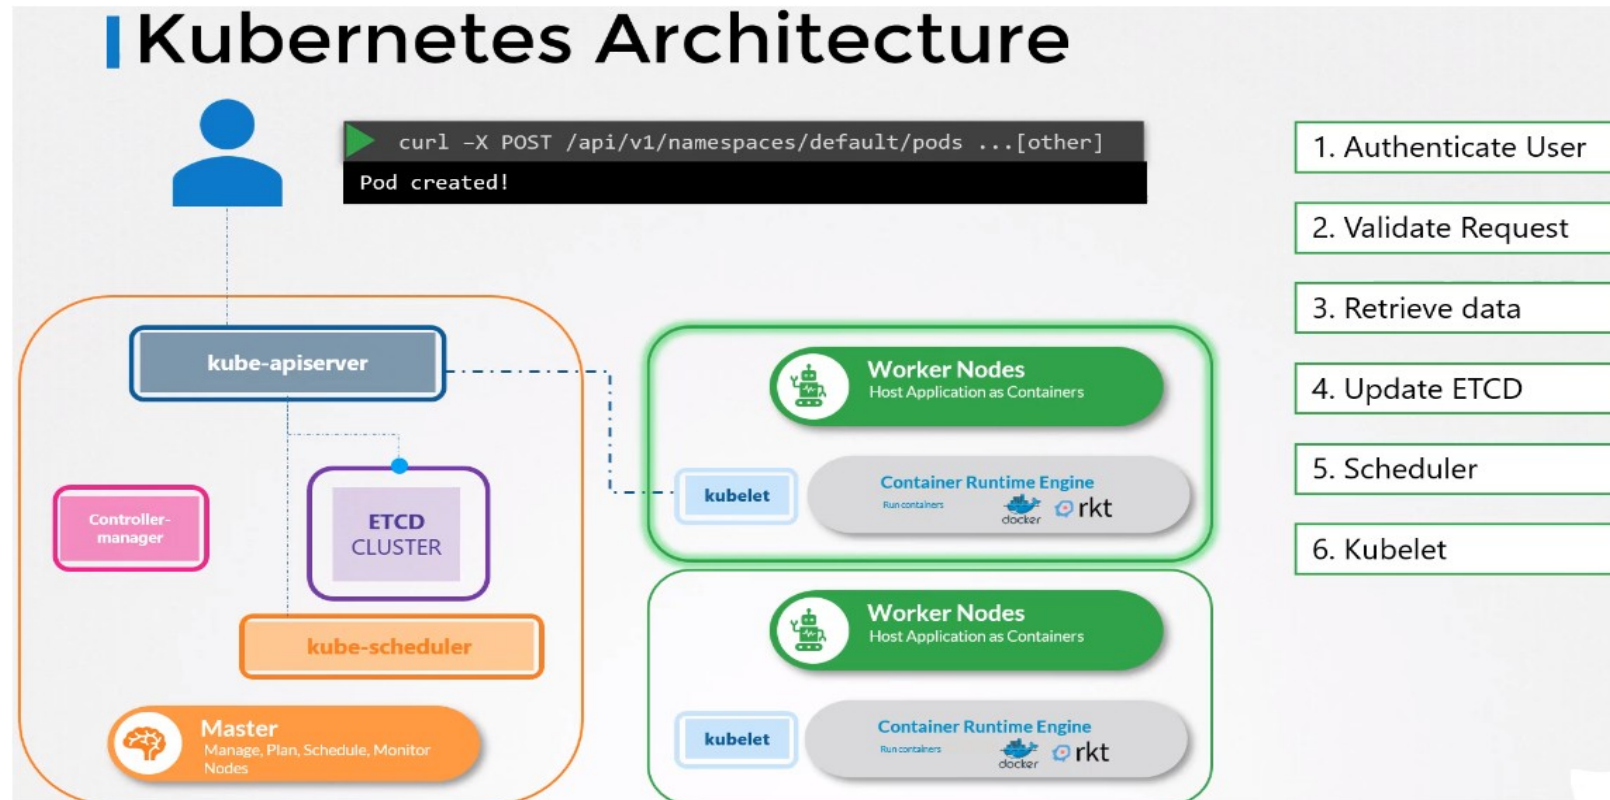 Kubernetes Architecture
curl –X POST /api/v1/namespaces/default/pods ...[other]
Pod created!
1. Authenticate User
2. Validate Request
3. Retrieve data
4. Update ETCD
5. Scheduler
6. Kubelet
kube-apiserver
Controller-
manager
ETCD
CLUSTER
kube-scheduler
Master
Manage, Plan, Schedule, Monitor
Nodes
Worker Nodes
Host Application as Containers
kubelet
Container Runtime Engine
Run containers
docker
rkt
Worker Nodes
Host Application as Containers
kubelet
Container Runtime Engine
Run containers
docker
rkt